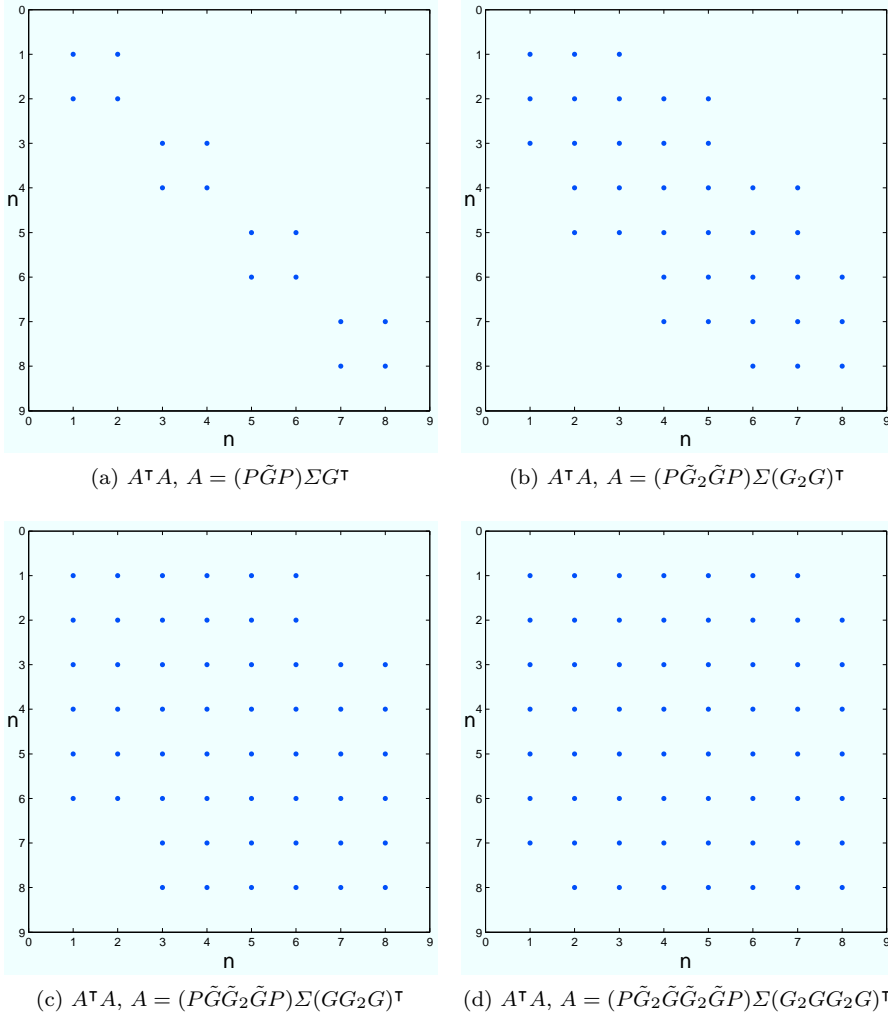 0
1
2
3
4
5
6
7
8
9
n
0 1 2 3 4 5 6 7 8 9
n
(a) AᵀA, A = (PG̃P)ΣGᵀ
0
1
2
3
4
5
6
7
8
9
n
0 1 2 3 4 5 6 7 8 9
n
(b) AᵀA, A = (PG̃₂G̃P)Σ(G₂G)ᵀ
0
1
2
3
4
5
6
7
8
9
n
0 1 2 3 4 5 6 7 8 9
n
(c) AᵀA, A = (PG̃G̃₂G̃P)Σ(GG₂G)ᵀ
0
1
2
3
4
5
6
7
8
9
n
0 1 2 3 4 5 6 7 8 9
n
(d) AᵀA, A = (PG̃₂G̃G̃₂G̃P)Σ(G₂GG₂G)ᵀ